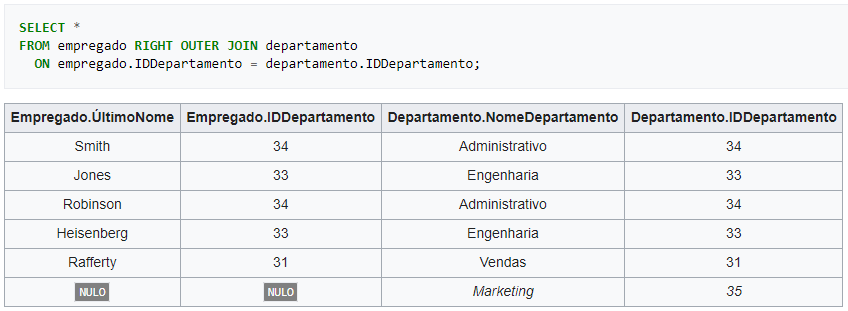 SELECT *
FROM empregado RIGHT OUTER JOIN departamento
ON empregado.IDDepartamento = departamento.IDDepartamento;
Empregado.ÚltimoNome Empregado.IDDepartamento Departamento.NomeDepartamento Departamento.IDDepartamento
Smith 34 Administrativo 34
Jones 33 Engenharia 33
Robinson 34 Administrativo 34
Heisenberg 33 Engenharia 33
Rafferty 31 Vendas 31
NULO NULO Marketing 35